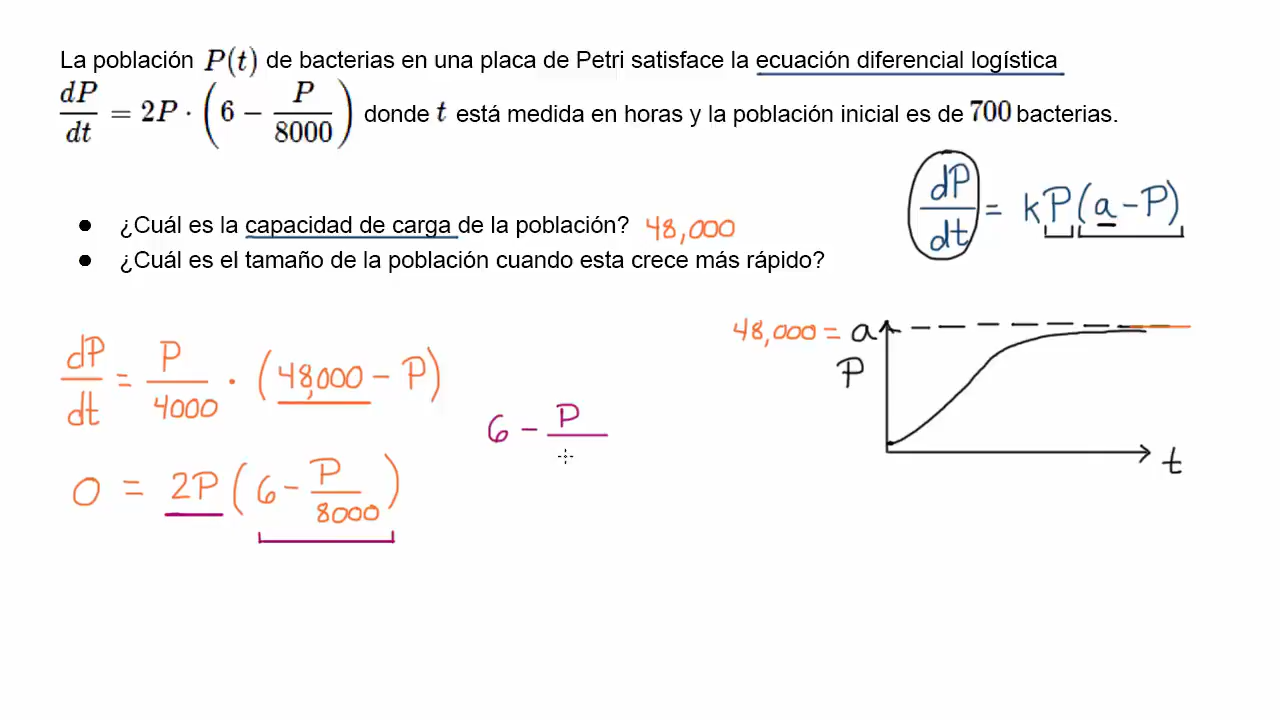 La población P(t) de bacterias en una placa de Petri satisface la ecuación diferencial logística
dP/dt = 2P · (6 − P/8000) donde t está medida en horas y la población inicial es de 700 bacterias.
dP/dt = kP(a − P)
● ¿Cuál es la capacidad de carga de la población? 48,000
● ¿Cuál es el tamaño de la población cuando esta crece más rápido?
48,000 = a
P
t
dP/dt = P/4000 · (48,000 − P)
6 − P
0 = 2P (6 − P/8000)